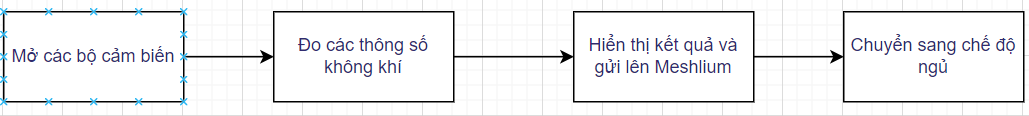 Mở các bộ cảm biến
Đo các thông số
không khí
Hiển thị kết quả và
gửi lên Meshlium
Chuyển sang chế độ
ngủ